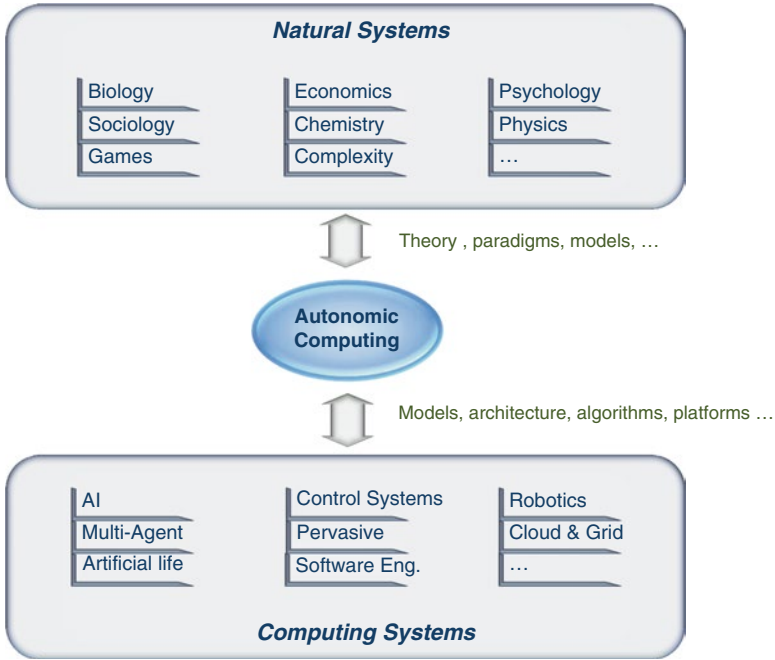 Natural Systems
Biology
Sociology
Games
Economics
Chemistry
Complexity
Psychology
Physics
…
Theory , paradigms, models, …
Autonomic
Computing
Models, architecture, algorithms, platforms …
AI
Multi-Agent
Artificial life
Control Systems
Pervasive
Software Eng.
Robotics
Cloud & Grid
…
Computing Systems